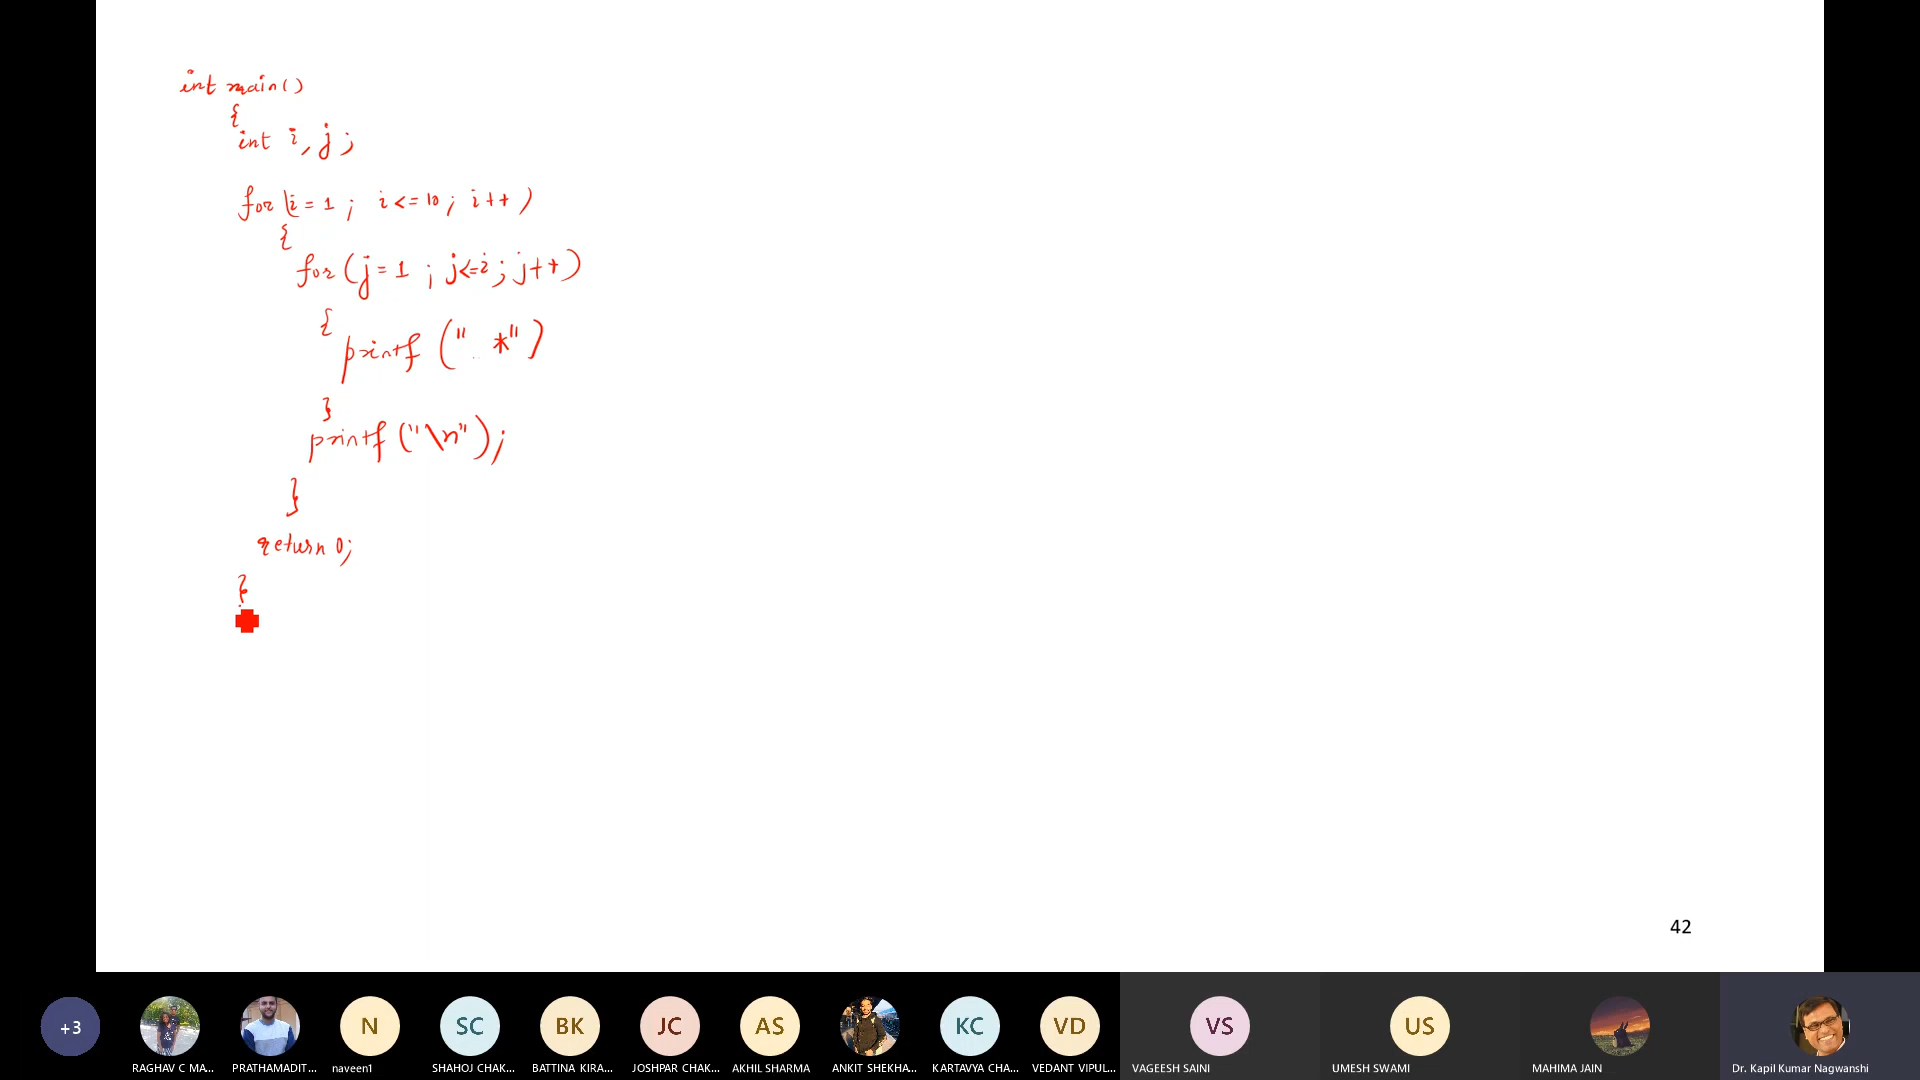 int main()
{
int i, j;
for (i = 1; i <= 10; i++)
{
for (j = 1; j <= i; j++)
{
printf (" *")
}
printf ("\n");
}
return 0;
}
42
+3
N
SC
BK
JC
AS
KC
VD
VS
US
RAGHAV C MA...
PRATHAMADIT...
naveen1
SHAHOJ CHAK...
BATTINA KIRA...
JOSHPAR CHAK...
AKHIL SHARMA
ANKIT SHEKHA...
KARTAVYA CHA...
VEDANT VIPUL...
VAGEESH SAINI
UMESH SWAMI
MAHIMA JAIN
Dr. Kapil Kumar Nagwanshi